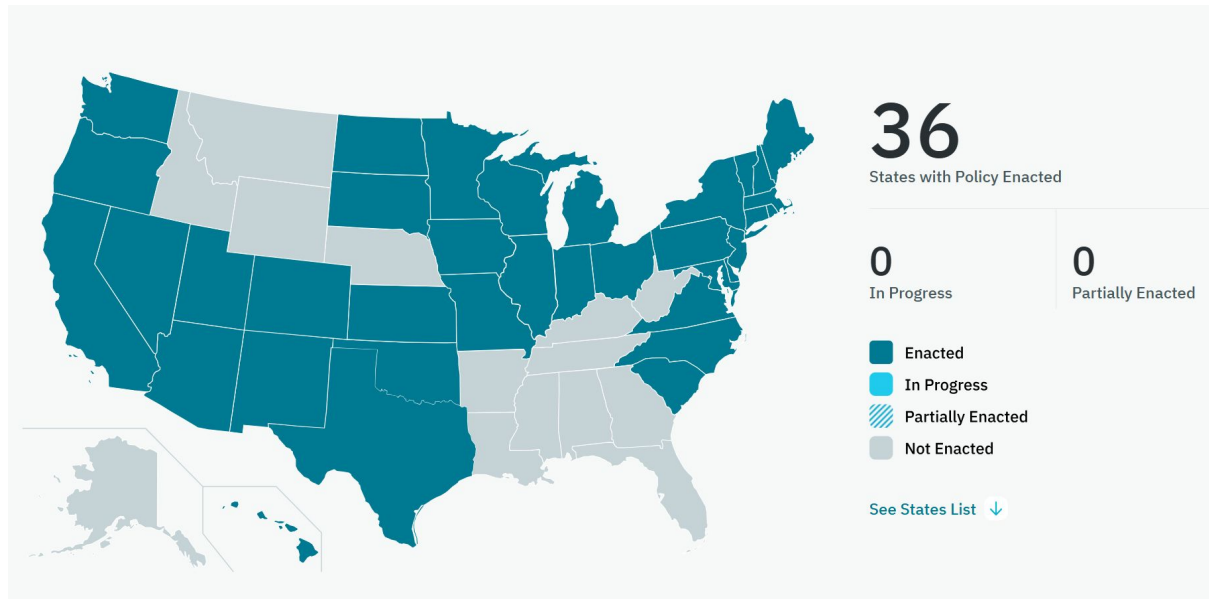 36
States with Policy Enacted
0
In Progress
0
Partially Enacted
Enacted
In Progress
Partially Enacted
Not Enacted
See States List